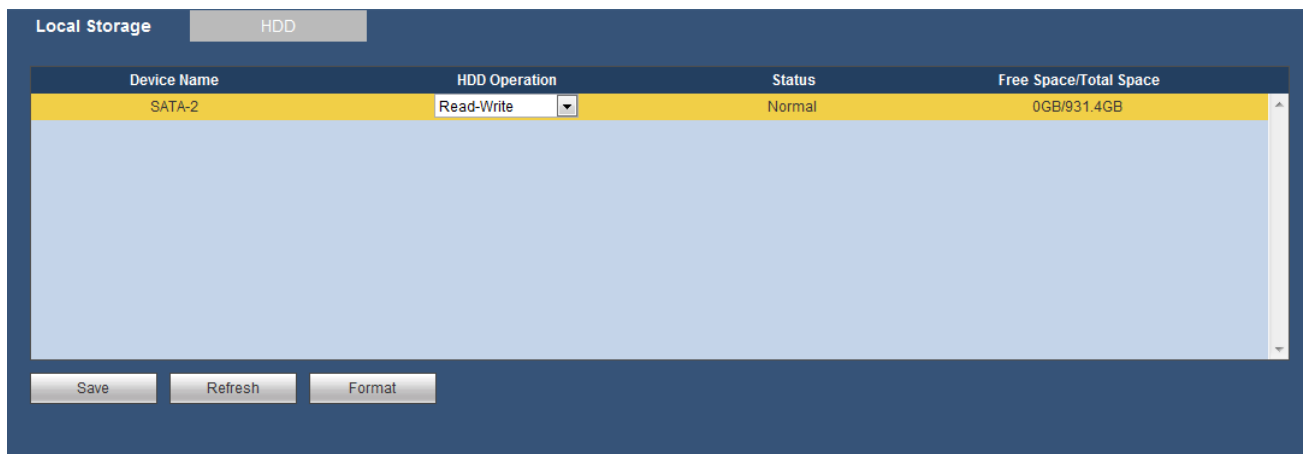 Local Storage HDD
Device Name HDD Operation Status Free Space/Total Space
SATA-2 Read-Write Normal 0GB/931.4GB
Save Refresh Format